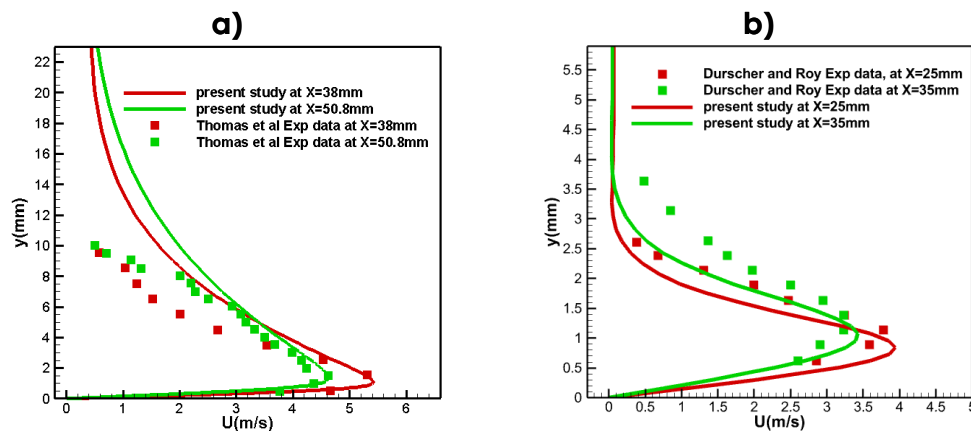 a)
y(mm)
22
20
18
16
14
12
10
8
6
4
2
0
present study at X=38mm
present study at X=50.8mm
Thomas et al Exp data at X=38mm
Thomas et al Exp data at X=50.8mm
0 1 2 3 4 5 6
U(m/s)
b)
y(mm)
5.5
5
4.5
4
3.5
3
2.5
2
1.5
1
0.5
0
Durscher and Roy Exp data, at X=25mm
Durscher and Roy Exp data at X=35mm
present study at X=25mm
present study at X=35mm
0 0.5 1 1.5 2 2.5 3 3.5 4 4.5 5
U(m/s)